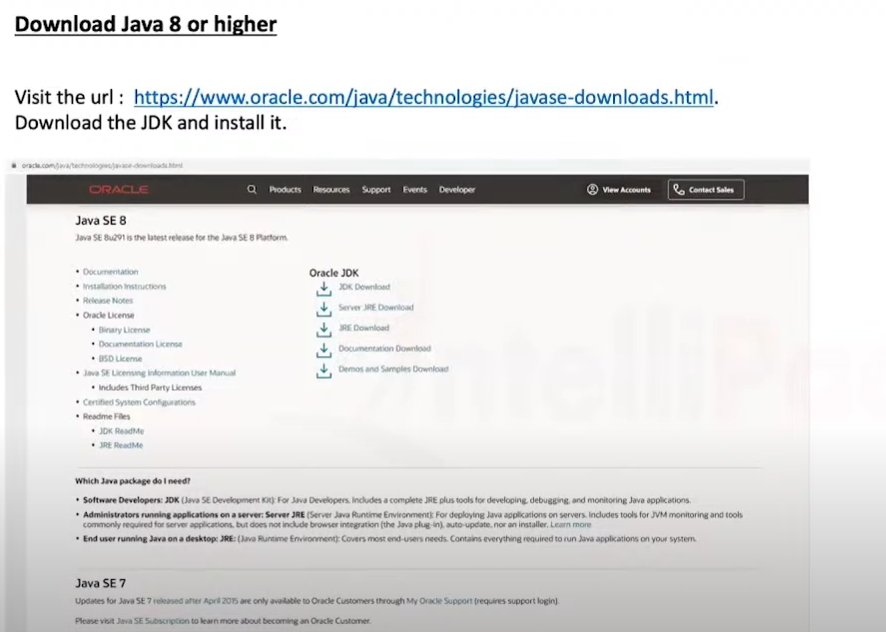 Download Java 8 or higher
Visit the url : https://www.oracle.com/java/technologies/javase-downloads.html.
Download the JDK and install it.
oracle.com/java/technologies/javase-downloads.html
ORACLE
Products Resources Support Events Developer
View Accounts
Contact Sales
Java SE 8
Java SE 8u291 is the latest release for the Java SE 8 Platform.
• Documentation
• Installation Instructions
• Release Notes
• Oracle License
• Binary License
• Documentation License
• BSD License
• Java SE Licensing Information User Manual
• Includes Third Party Licenses
• Certified System Configurations
• Readme Files
• JDK ReadMe
• JRE ReadMe
Oracle JDK
JDK Download
Server JRE Download
JRE Download
Documentation Download
Demos and Samples Download
Which Java package do I need?
• Software Developers: JDK (Java SE Development Kit): For Java Developers. Includes a complete JRE plus tools for developing, debugging, and monitoring Java applications.
• Administrators running applications on a server: Server JRE (Server Java Runtime Environment): For deploying Java applications on servers. Includes tools for JVM monitoring and tools
commonly required for server applications, but does not include browser integration (the Java plug-in), auto-update, nor an installer. Learn more
• End user running Java on a desktop: JRE: (Java Runtime Environment): Covers most end-users needs. Contains everything required to run Java applications on your system.
Java SE 7
Updates for Java SE 7 released after April 2015 are only available to Oracle Customers through My Oracle Support (requires support login).
Please visit Java SE Subscription to learn more about becoming an Oracle Customer.